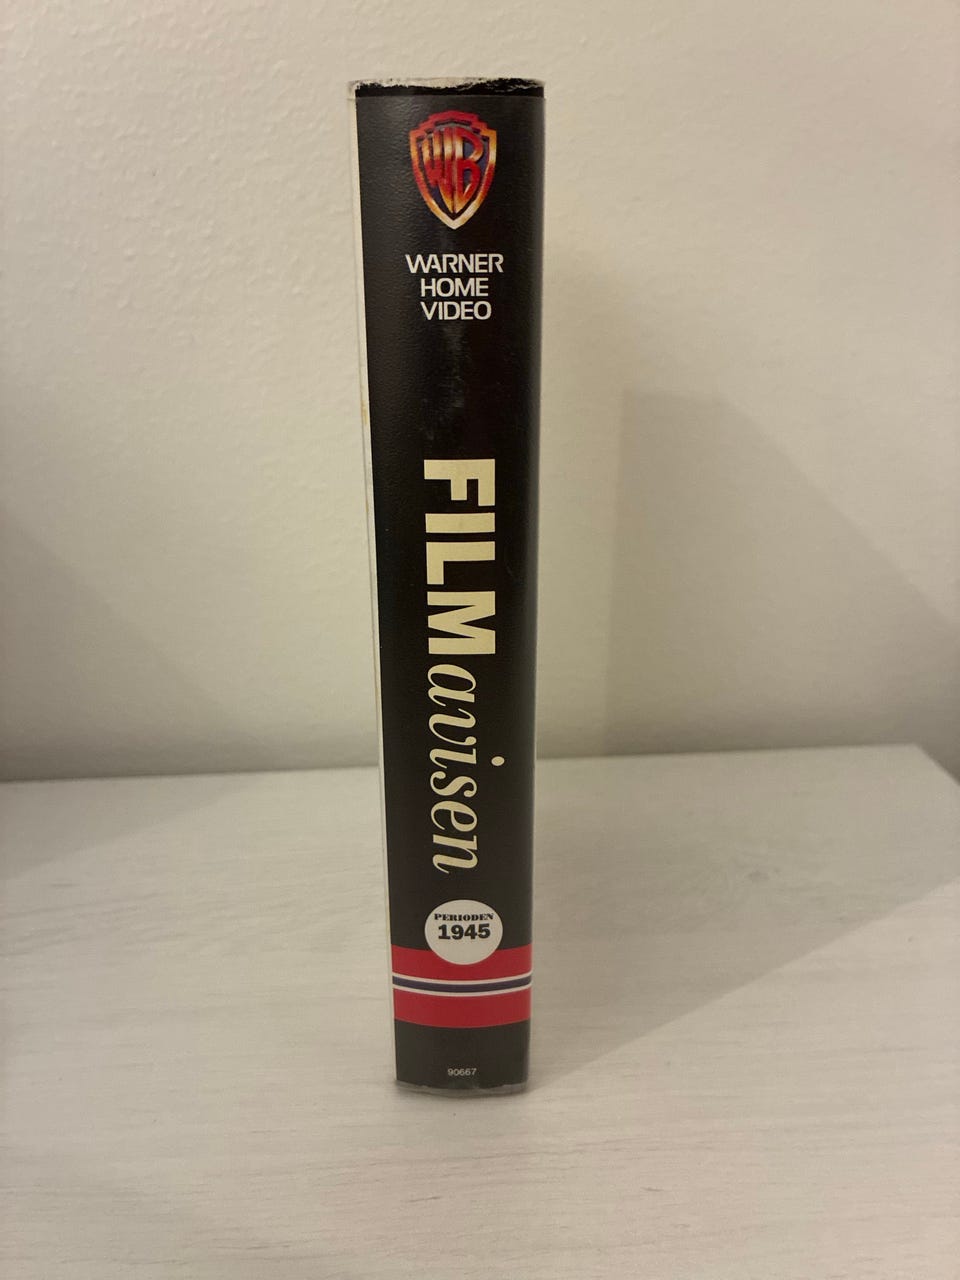 WB
WARNER
HOME
VIDEO
FILMavisen
PERIODEN
1945
90667